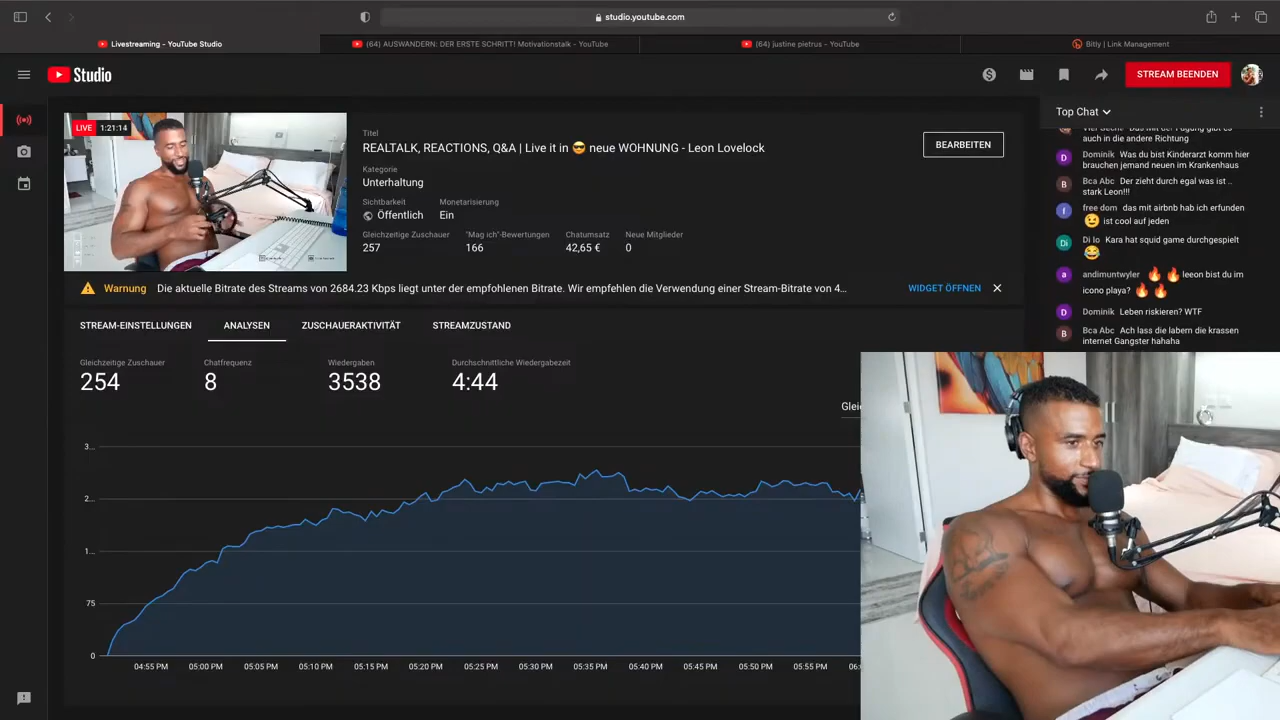 studio.youtube.com
Livestreaming - YouTube Studio
(64) AUSWANDERN: DER ERSTE SCHRITT! Motivationstalk - YouTube
(64) justine pietrus - YouTube
Bitly | Link Management
Studio
STREAM BEENDEN
LIVE 1:21:14
Titel
REALTALK, REACTIONS, Q&A | Live it in 😎 neue WOHNUNG - Leon Lovelock
BEARBEITEN
Kategorie
Unterhaltung
Sichtbarkeit Monetarisierung
Öffentlich Ein
Gleichzeitige Zuschauer "Mag ich"-Bewertungen Chatumsatz Neue Mitglieder
257 166 42,65 € 0
Warnung Die aktuelle Bitrate des Streams von 2684.23 Kbps liegt unter der empfohlenen Bitrate. Wir empfehlen die Verwendung einer Stream-Bitrate von 4...
WIDGET ÖFFNEN
STREAM-EINSTELLUNGEN ANALYSEN ZUSCHAUERAKTIVITÄT STREAMZUSTAND
Gleichzeitige Zuschauer Chatfrequenz Wiedergaben Durchschnittliche Wiedergabezeit
254 8 3538 4:44
Glei
3...
2...
1...
75
0
04:55 PM 05:00 PM 05:05 PM 05:10 PM 05:15 PM 05:20 PM 05:25 PM 05:30 PM 05:35 PM 05:40 PM 05:45 PM 05:50 PM 05:55 PM 06:
Top Chat
auch in die andere Richtung
Dominik Was du bist Kinderarzt komm hier
brauchen jemand neuen im Krankenhaus
Bca Abc Der zieht durch egal was ist ..
stark Leon!!!
free dom das mit airbnb hab ich erfunden
😉 ist cool auf jeden
Di lo Kara hat squid game durchgespielt
😂
andimuntwyler 🔥 🔥 leeon bist du im
icono playa? 🔥 🔥
Dominik Leben riskieren? WTF
Bca Abc Ach lass die labern die krassen
internet Gangster hahaha